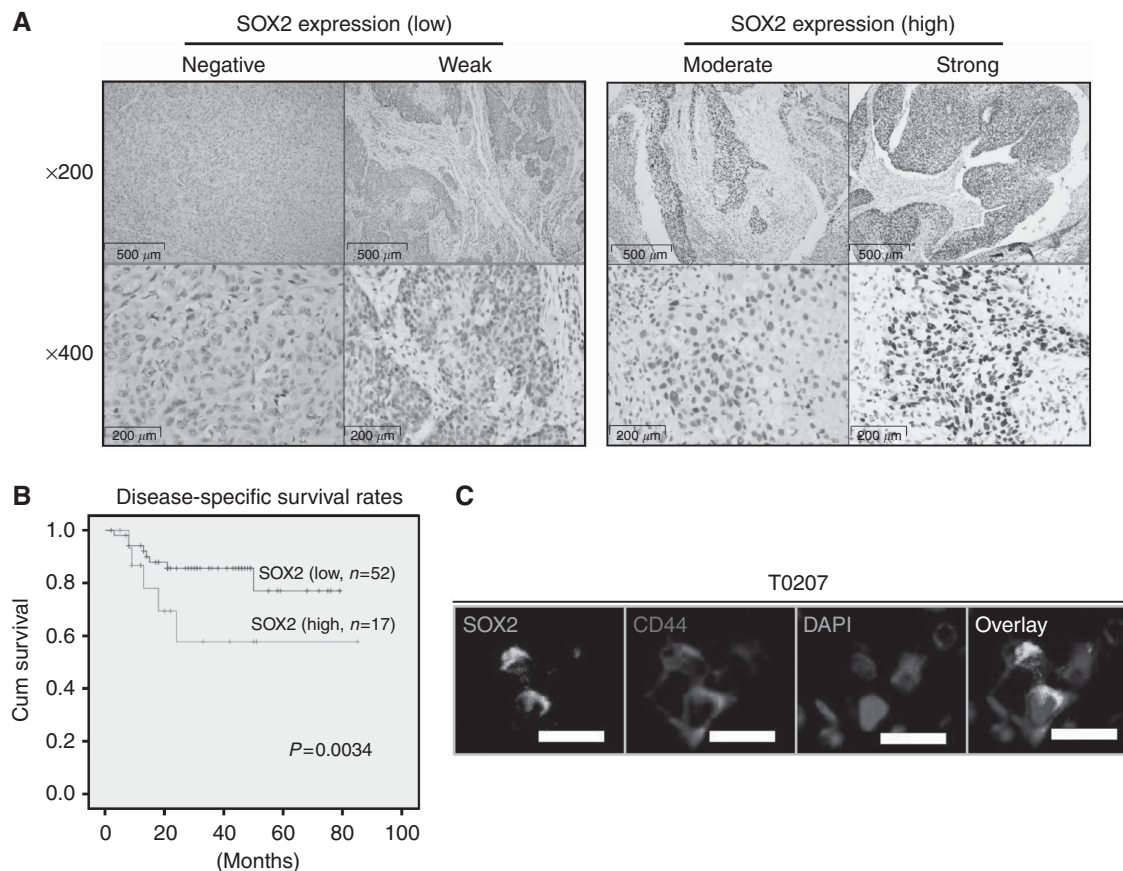 A
SOX2 expression (low)
SOX2 expression (high)
Negative
Weak
Moderate
Strong
×200
500 µm
500 µm
500 µm
500 µm
×400
200 µm
200 µm
200 µm
200 µm
B
Disease-specific survival rates
1.0
0.8
0.6
0.4
0.2
0.0
Cum survival
SOX2 (low, n=52)
SOX2 (high, n=17)
P=0.0034
0 20 40 60 80 100
(Months)
C
T0207
SOX2
CD44
DAPI
Overlay